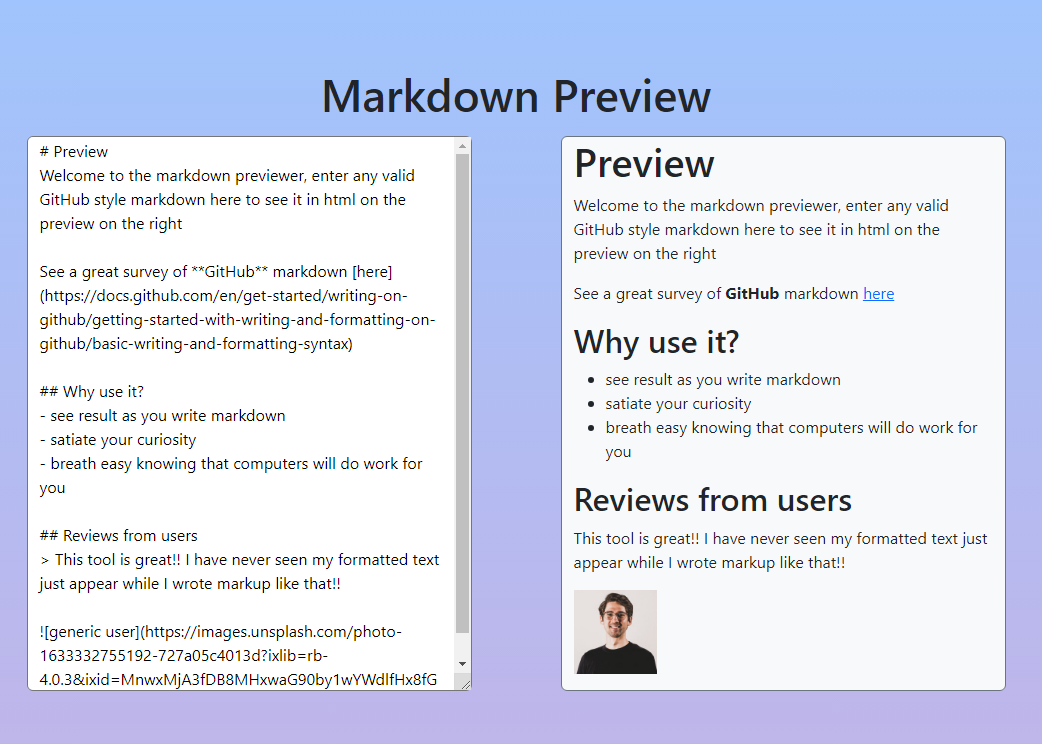 Markdown Preview
# Preview
Welcome to the markdown previewer, enter any valid
GitHub style markdown here to see it in html on the
preview on the right
See a great survey of **GitHub** markdown [here]
(https://docs.github.com/en/get-started/writing-on-
github/getting-started-with-writing-and-formatting-on-
github/basic-writing-and-formatting-syntax)
## Why use it?
- see result as you write markdown
- satiate your curiosity
- breath easy knowing that computers will do work for
you
## Reviews from users
> This tool is great!! I have never seen my formatted text
just appear while I wrote markup like that!!
![generic user](https://images.unsplash.com/photo-
1633332755192-727a05c4013d?ixlib=rb-
4.0.3&ixid=MnwxMjA3fDB8MHxwaG90by1wYWdlfHx8fG
Preview
Welcome to the markdown previewer, enter any valid
GitHub style markdown here to see it in html on the
preview on the right
See a great survey of GitHub markdown here
Why use it?
• see result as you write markdown
• satiate your curiosity
• breath easy knowing that computers will do work for
you
Reviews from users
This tool is great!! I have never seen my formatted text just
appear while I wrote markup like that!!